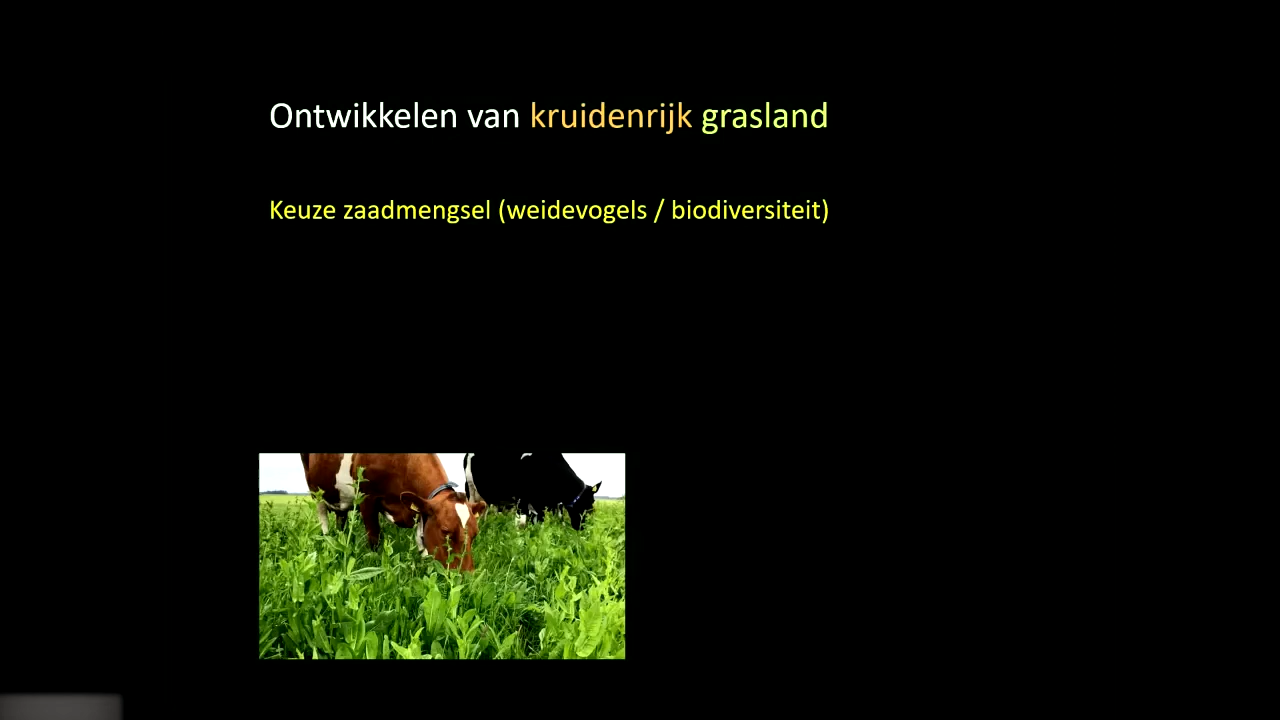 Ontwikkelen van kruidenrijk grasland
Keuze zaadmengsel (weidevogels / biodiversiteit)